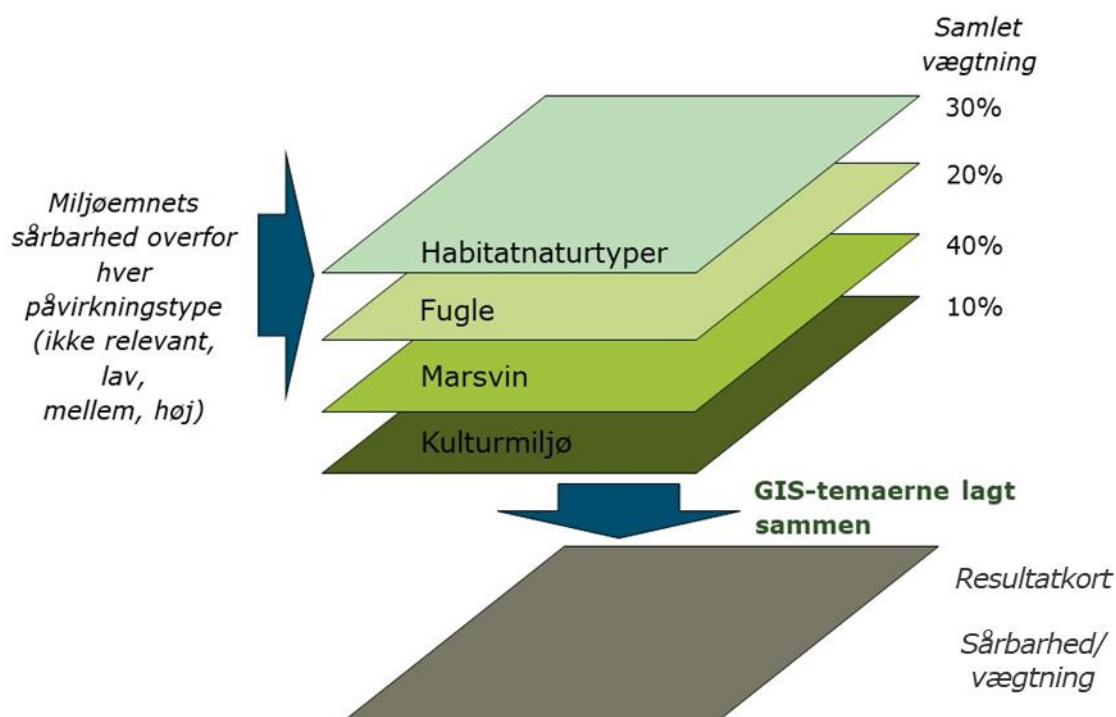 Samlet
vægtning
30%
20%
40%
10%
Miljøemnets
sårbarhed overfor
hver
påvirkningstype
(ikke relevant,
lav,
mellem, høj)
Habitatnaturtyper
Fugle
Marsvin
Kulturmiljø
GIS-temaerne lagt
sammen
Resultatkort
Sårbarhed/
vægtning